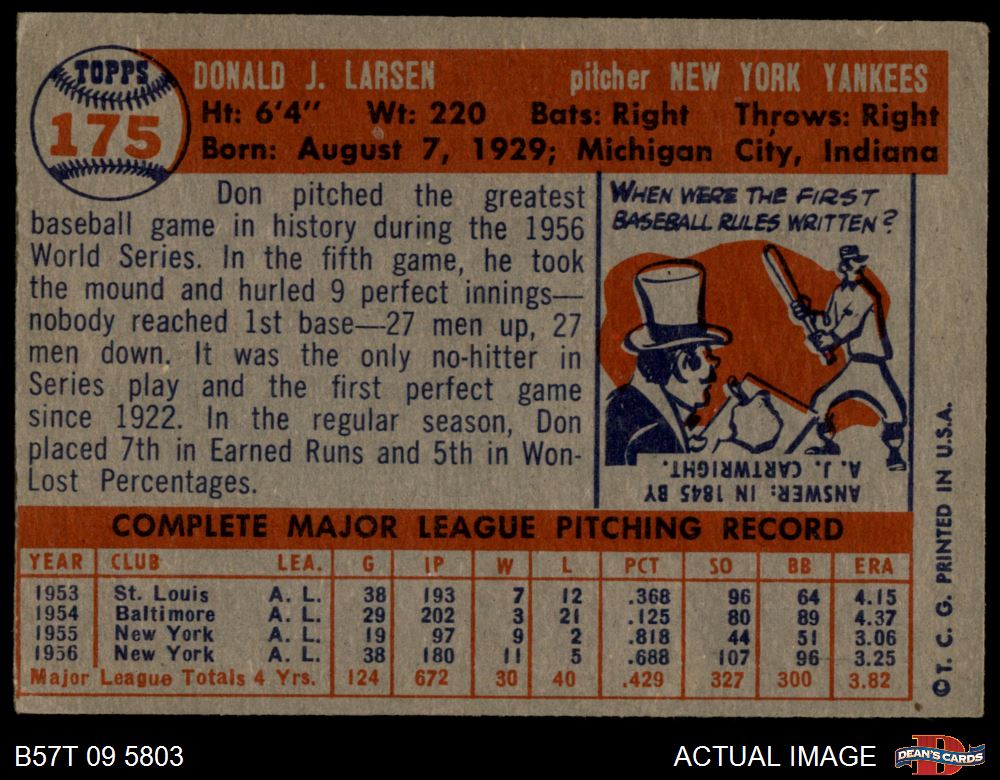 TOPPS
175
DONALD J. LARSEN pitcher NEW YORK YANKEES
Ht: 6'4" Wt: 220 Bats: Right Throws: Right
Born: August 7, 1929; Michigan City, Indiana
Don pitched the greatest
baseball game in history during the 1956
World Series. In the fifth game, he took
the mound and hurled 9 perfect innings—
nobody reached 1st base—27 men up, 27
men down. It was the only no-hitter in
Series play and the first perfect game
since 1922. In the regular season, Don
placed 7th in Earned Runs and 5th in Won-
Lost Percentages.
WHEN WERE THE FIRST
BASEBALL RULES WRITTEN?
ANSWER: IN 1845 BY
A. J. CARTWRIGHT.
COMPLETE MAJOR LEAGUE PITCHING RECORD
YEAR CLUB LEA. G IP W L PCT SO BB ERA
1953 St. Louis A. L. 38 193 7 12 .368 96 64 4.15
1954 Baltimore A. L. 29 202 3 21 .125 80 89 4.37
1955 New York A. L. 19 97 9 2 .818 44 51 3.06
1956 New York A. L. 38 180 11 5 .688 107 96 3.25
Major League Totals 4 Yrs. 124 672 30 40 .429 327 300 3.82
©T. C. G. PRINTED IN U.S.A.
B57T 09 5803
ACTUAL IMAGE
DEAN'S CARDS